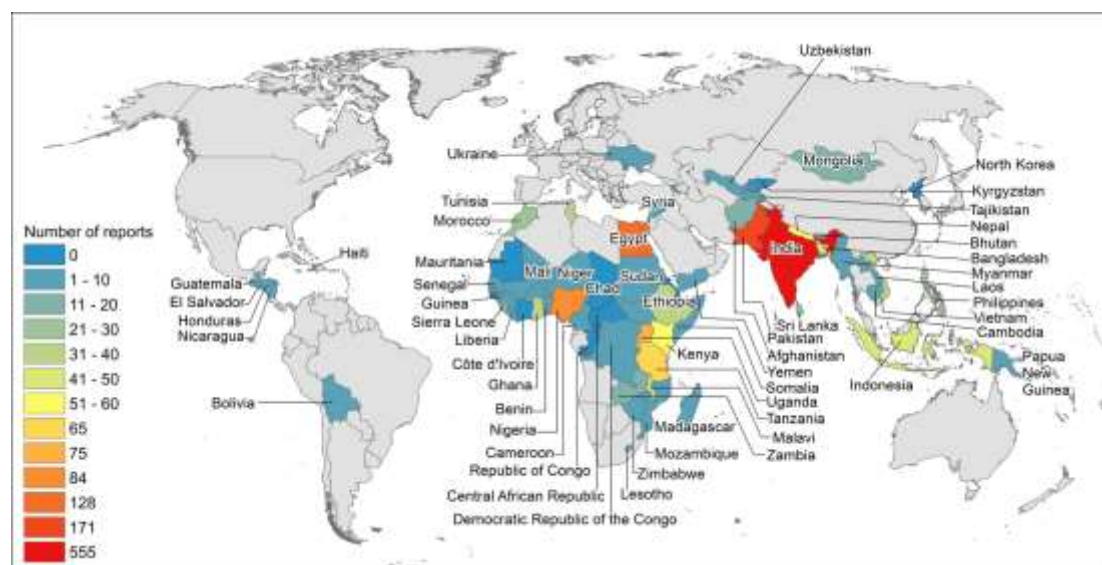 Uzbekistan
Ukraine
Mongolia
North Korea
Kyrgyzstan
Tajikistan
Nepal
Bhutan
Bangladesh
Myanmar
Laos
Philippines
Vietnam
Cambodia
Tunisia
Morocco
Syria
Egypt
India
Number of reports
0
1 - 10
11 - 20
21 - 30
31 - 40
41 - 50
51 - 60
65
75
84
128
171
555
Haiti
Guatemala
El Salvador
Honduras
Nicaragua
Bolivia
Mauritania
Mali
Niger
Chad
Sudan
Senegal
Guinea
Ethiopia
Sierra Leone
Liberia
Côte d'Ivoire
Ghana
Benin
Nigeria
Cameroon
Republic of Congo
Central African Republic
Democratic Republic of the Congo
Kenya
Sri Lanka
Pakistan
Afghanistan
Yemen
Somalia
Uganda
Tanzania
Malavi
Zambia
Madagascar
Mozambique
Zimbabwe
Lesotho
Indonesia
Papua
New
Guinea